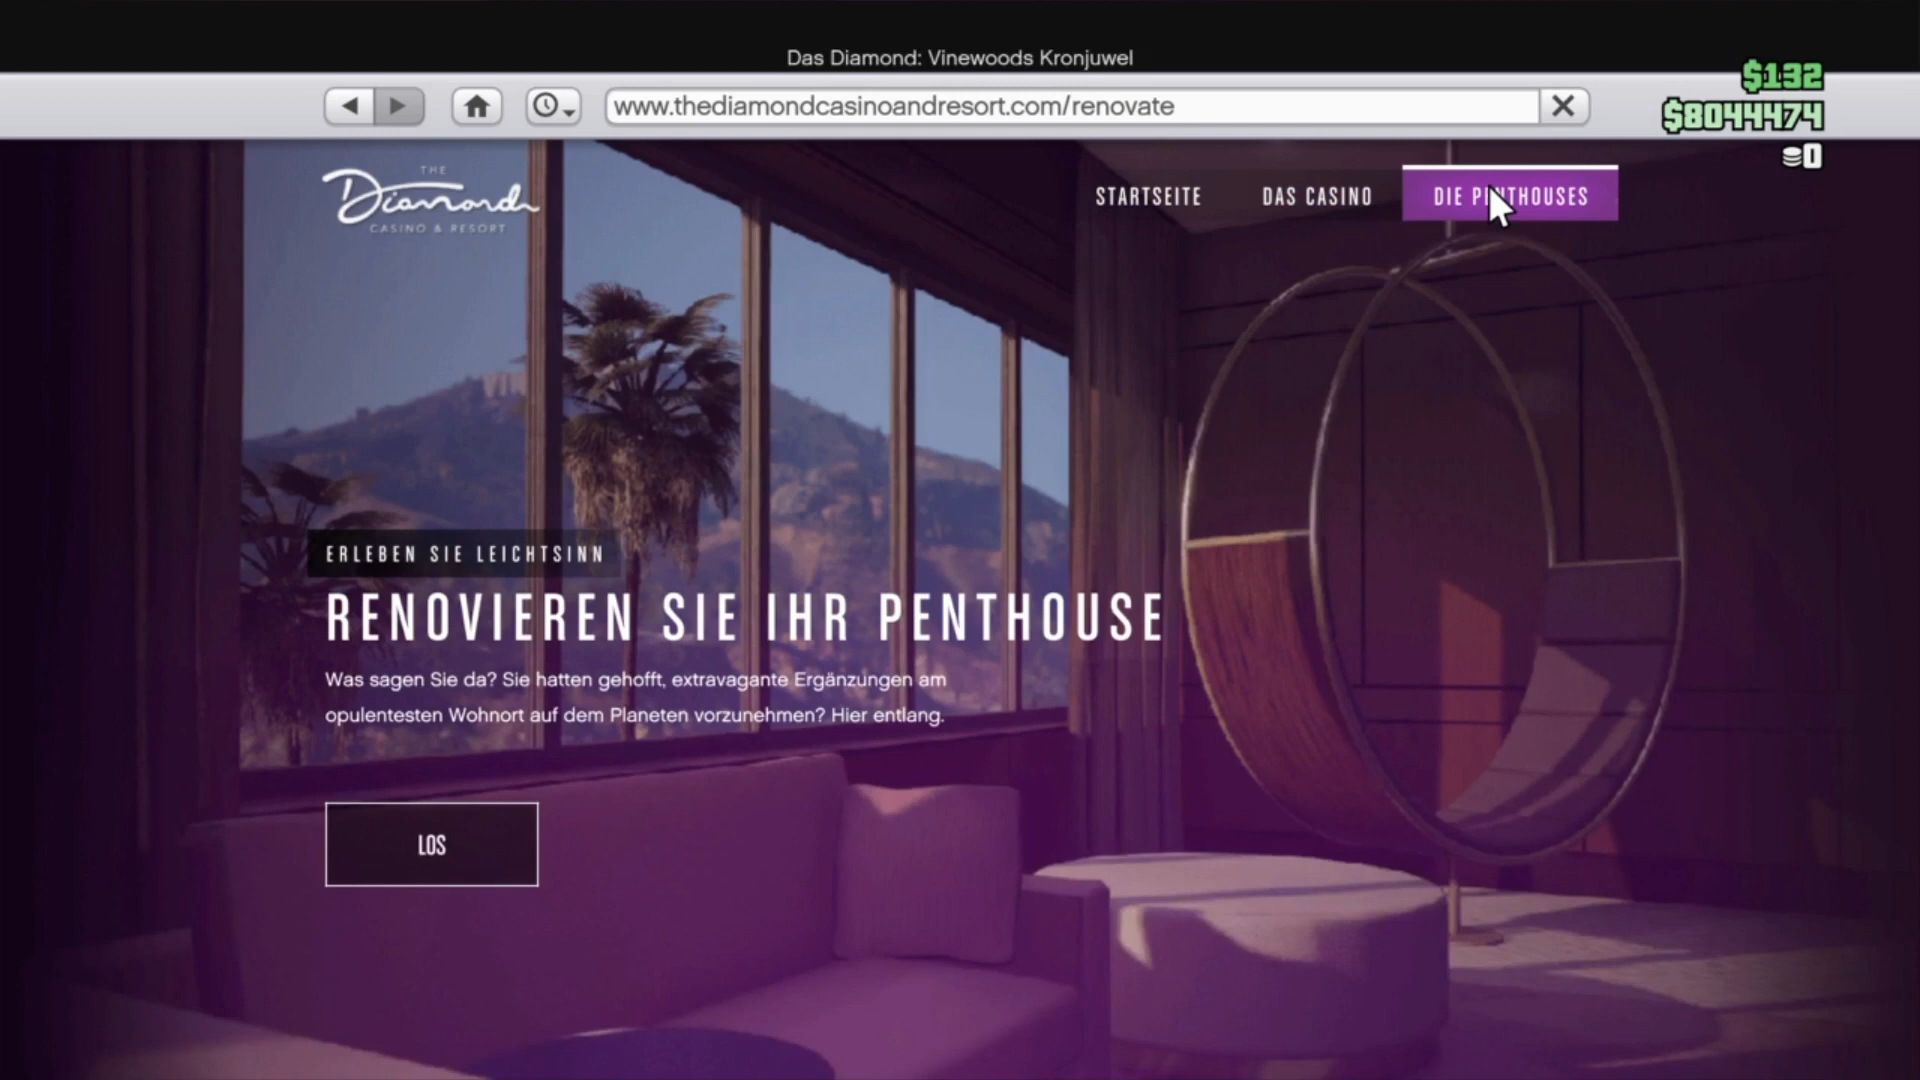 Das Diamond: Vinewoods Kronjuwel
$132
www.thediamondcasinoandresort.com/renovate
$8044474
0
THE
Diamond
CASINO & RESORT
STARTSEITE
DAS CASINO
DIE PENTHOUSES
ERLEBEN SIE LEICHTSINN
RENOVIEREN SIE IHR PENTHOUSE
Was sagen Sie da? Sie hatten gehofft, extravagante Ergänzungen am
opulentesten Wohnort auf dem Planeten vorzunehmen? Hier entlang.
LOS